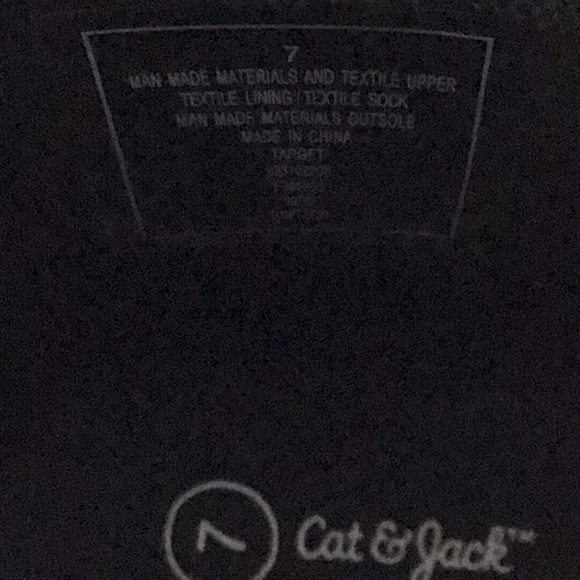 7
MAN MADE MATERIALS AND TEXTILE UPPER
TEXTILE LINING / TEXTILE SOCK
MAN MADE MATERIALS OUTSOLE
MADE IN CHINA
TARGET
7 Cat & Jack™